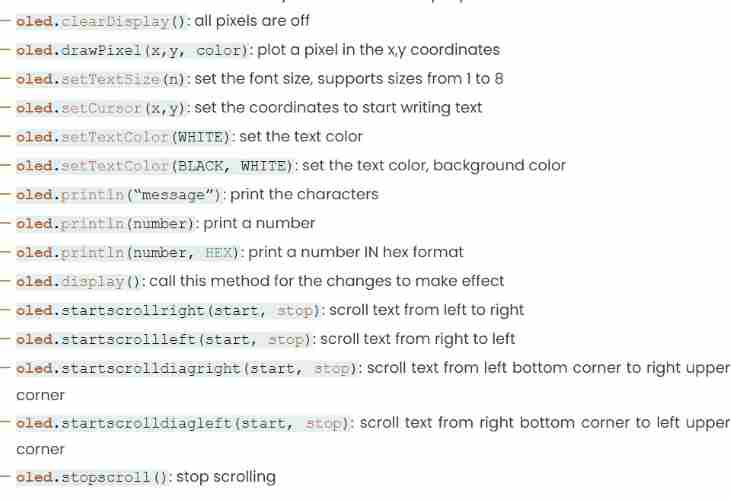 – oled.clearDisplay(): all pixels are off
– oled.drawPixel(x,y, color): plot a pixel in the x,y coordinates
– oled.setTextSize(n): set the font size, supports sizes from 1 to 8
– oled.setCursor(x,y): set the coordinates to start writing text
– oled.setTextColor(WHITE): set the text color
– oled.setTextColor(BLACK, WHITE): set the text color, background color
– oled.println(“message”): print the characters
– oled.println(number): print a number
– oled.println(number, HEX): print a number IN hex format
– oled.display(): call this method for the changes to make effect
– oled.startscrollright(start, stop): scroll text from left to right
– oled.startscrollleft(start, stop): scroll text from right to left
– oled.startscrolldiagright(start, stop): scroll text from left bottom corner to right upper
corner
– oled.startscrolldiagleft(start, stop): scroll text from right bottom corner to left upper
corner
– oled.stopscroll(): stop scrolling